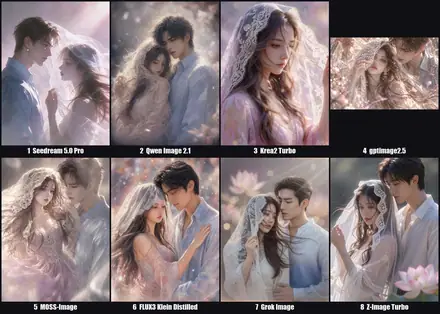 1 Seedream 5.0 Pro
2 Qwen Image 2.1
3 Krea2 Turbo
4 gptimage2.5
5 MOSS-Image
6 FLUX3 Klein Distilled
7 Grok Image
8 Z-Image Turbo